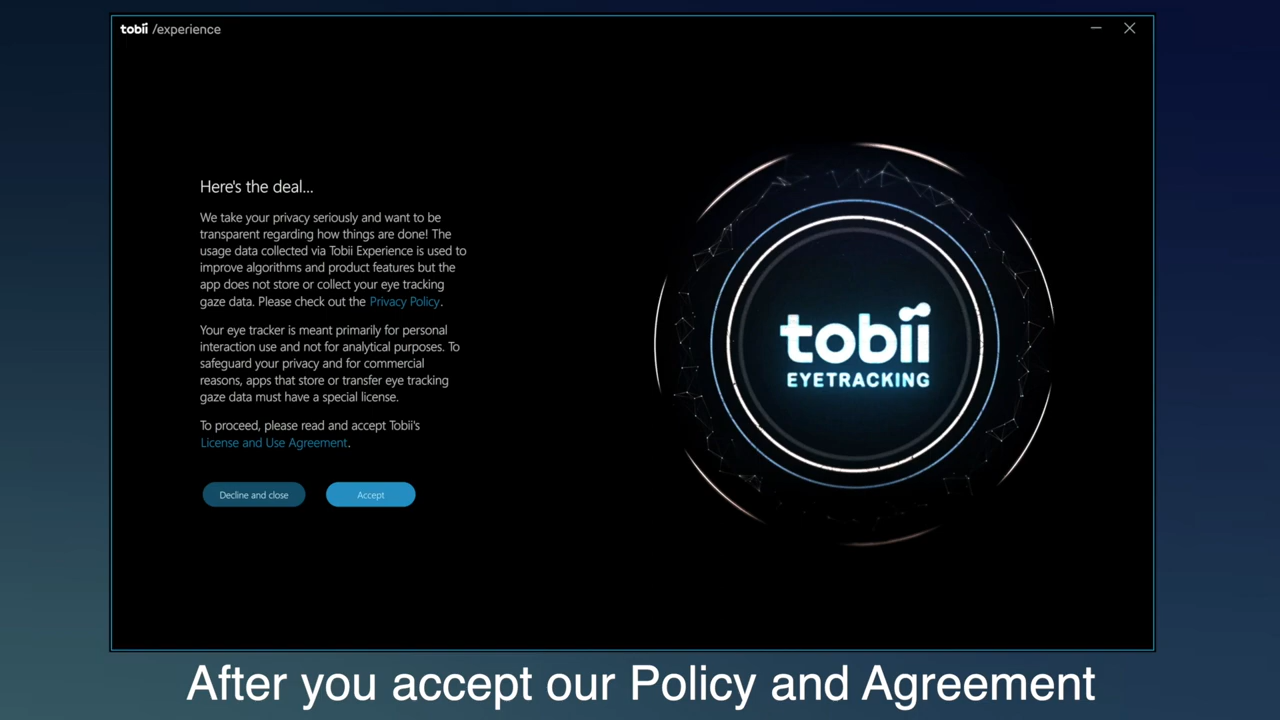 tobii /experience
Here's the deal...
We take your privacy seriously and want to be
transparent regarding how things are done! The
usage data collected via Tobii Experience is used to
improve algorithms and product features but the
app does not store or collect your eye tracking
gaze data. Please check out the Privacy Policy.
Your eye tracker is meant primarily for personal
interaction use and not for analytical purposes. To
safeguard your privacy and for commercial
reasons, apps that store or transfer eye tracking
gaze data must have a special license.
To proceed, please read and accept Tobii's
License and Use Agreement.
Decline and close
Accept
tobii
EYETRACKING
After you accept our Policy and Agreement